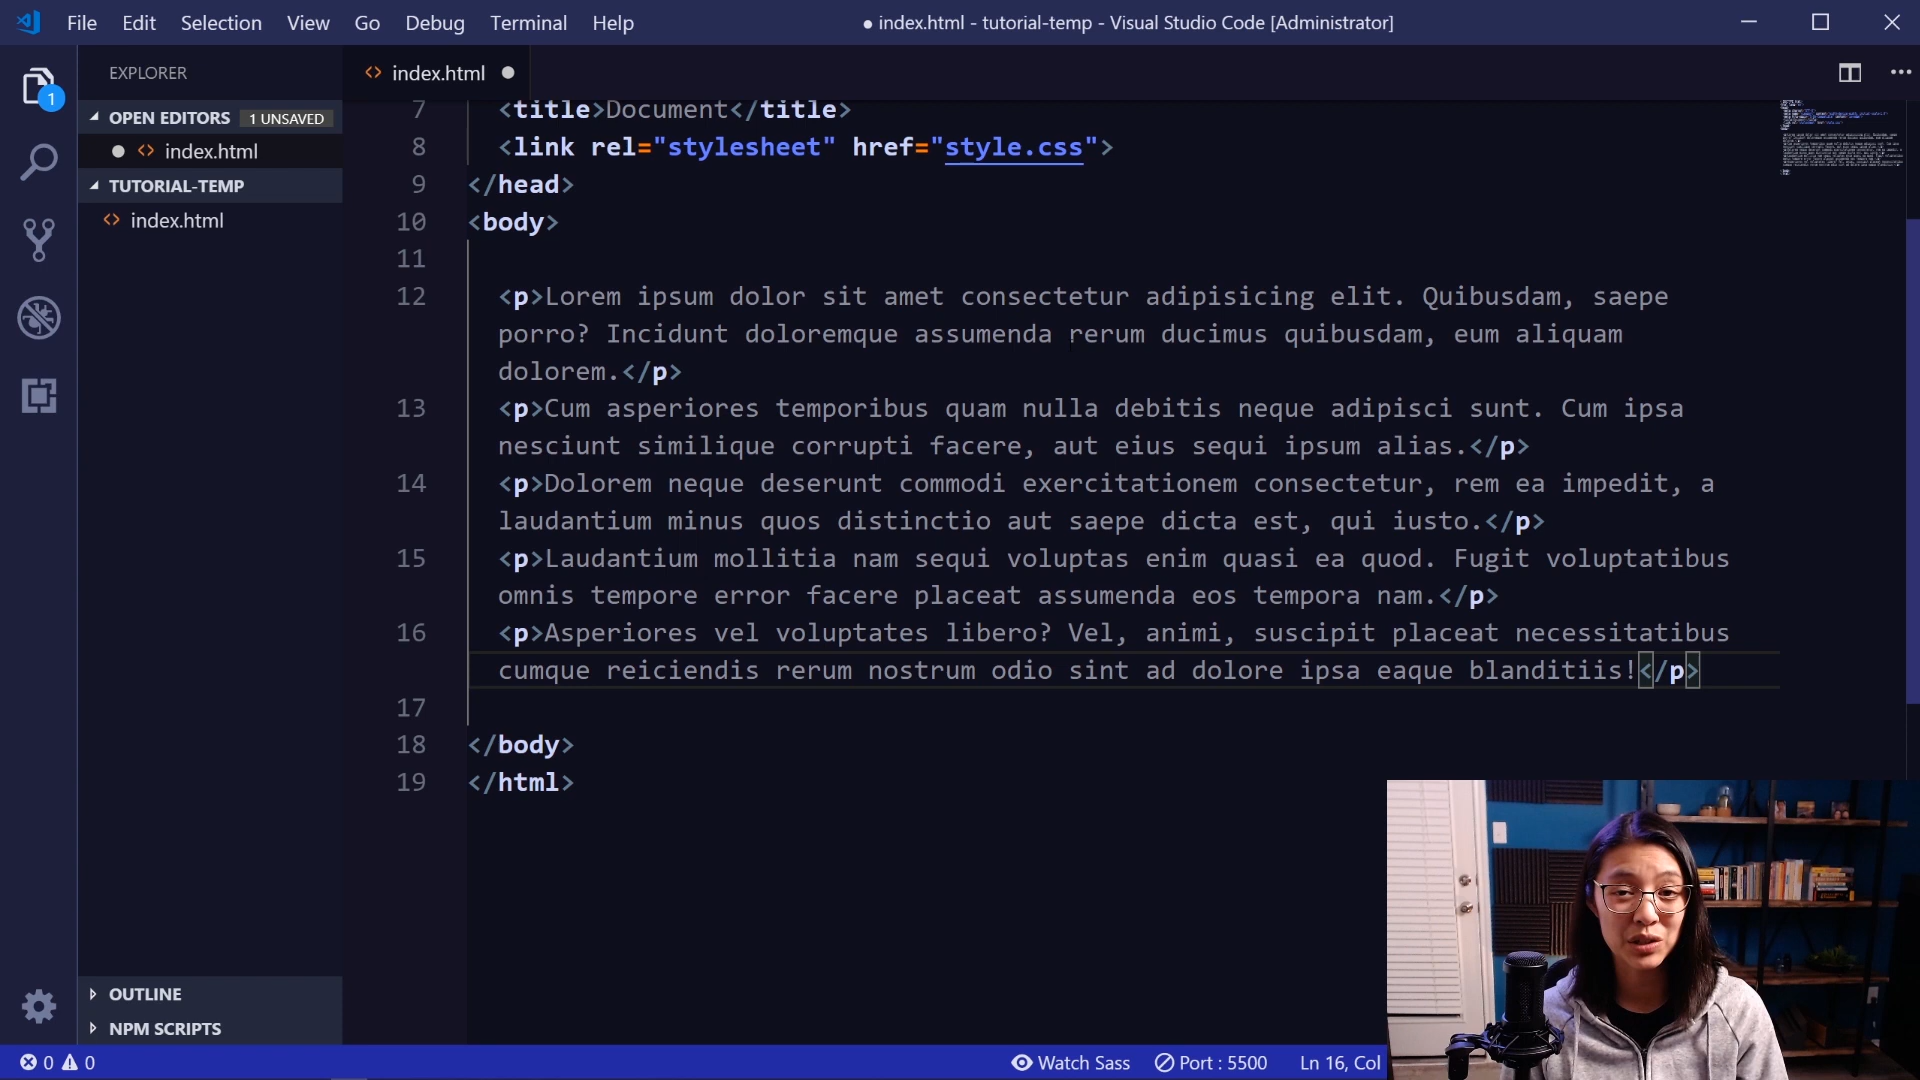 File Edit Selection View Go Debug Terminal Help
● index.html - tutorial-temp - Visual Studio Code [Administrator]
1
EXPLORER
OPEN EDITORS 1 UNSAVED
index.html
TUTORIAL-TEMP
index.html
OUTLINE
NPM SCRIPTS
index.html
7 <title>Document</title>
8 <link rel="stylesheet" href="style.css">
9 </head>
10 <body>
11
12 <p>Lorem ipsum dolor sit amet consectetur adipisicing elit. Quibusdam, saepe
porro? Incidunt doloremque assumenda rerum ducimus quibusdam, eum aliquam
dolorem.</p>
13 <p>Cum asperiores temporibus quam nulla debitis neque adipisci sunt. Cum ipsa
nesciunt similique corrupti facere, aut eius sequi ipsum alias.</p>
14 <p>Dolorem neque deserunt commodi exercitationem consectetur, rem ea impedit, a
laudantium minus quos distinctio aut saepe dicta est, qui iusto.</p>
15 <p>Laudantium mollitia nam sequi voluptas enim quasi ea quod. Fugit voluptatibus
omnis tempore error facere placeat assumenda eos tempora nam.</p>
16 <p>Asperiores vel voluptates libero? Vel, animi, suscipit placeat necessitatibus
cumque reiciendis rerum nostrum odio sint ad dolore ipsa eaque blanditiis!</p>
17
18 </body>
19 </html>
0 0
Watch Sass Port : 5500 Ln 16, Col